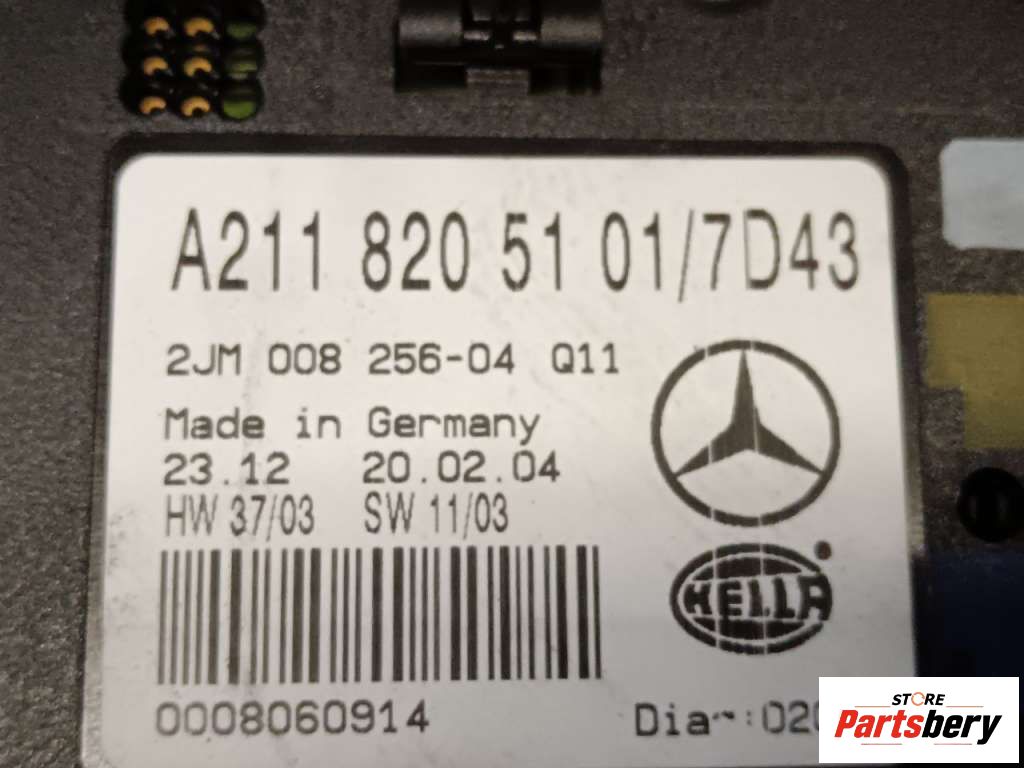 A211 820 51 01/7D43
2JM 008 256-04 Q11
Made in Germany
23.12 20.02.04
HW 37/03 SW 11/03
HELLA
0008060914
STORE
Partsbery